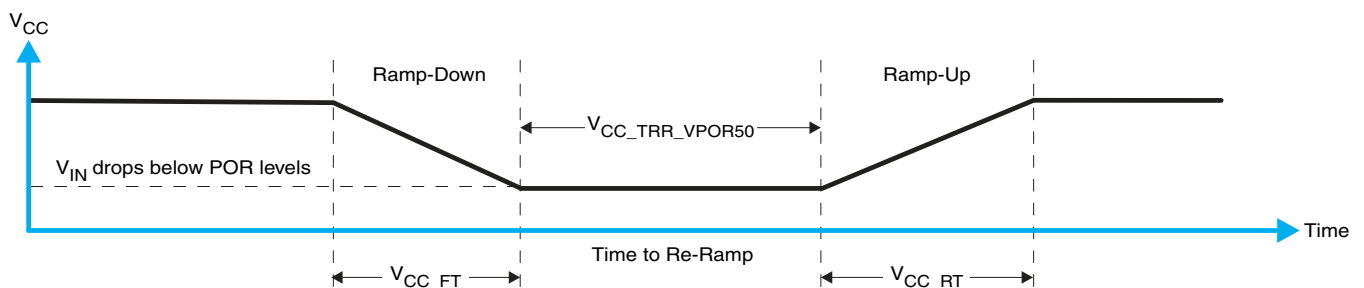 VCC
Ramp-Down
Ramp-Up
VCC_TRR_VPOR50
VIN drops below POR levels
Time
Time to Re-Ramp
VCC_FT
VCC_RT